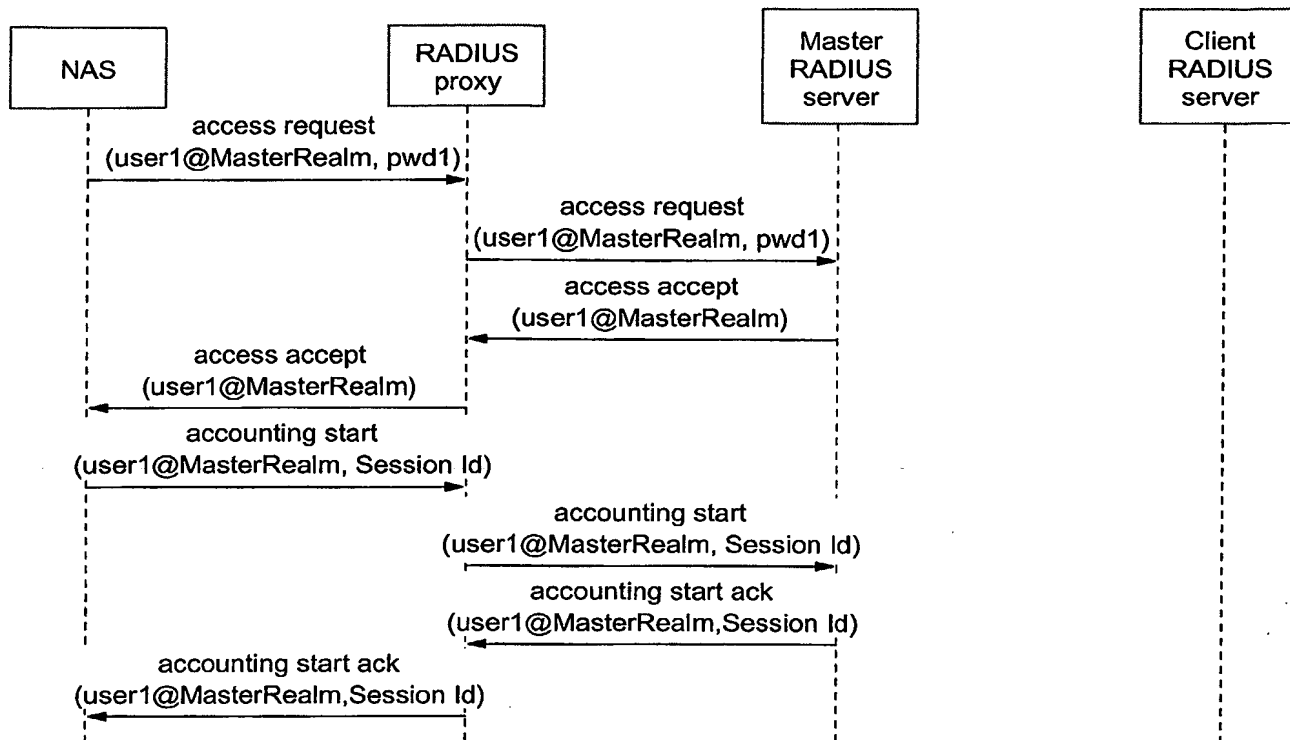 NAS
RADIUS
proxy
Master
RADIUS
server
Client
RADIUS
server
access request
(user1@MasterRealm, pwd1)
access request
(user1@MasterRealm, pwd1)
access accept
(user1@MasterRealm)
access accept
(user1@MasterRealm)
accounting start
(user1@MasterRealm, Session Id)
accounting start
(user1@MasterRealm, Session Id)
accounting start ack
(user1@MasterRealm,Session Id)
accounting start ack
(user1@MasterRealm,Session Id)